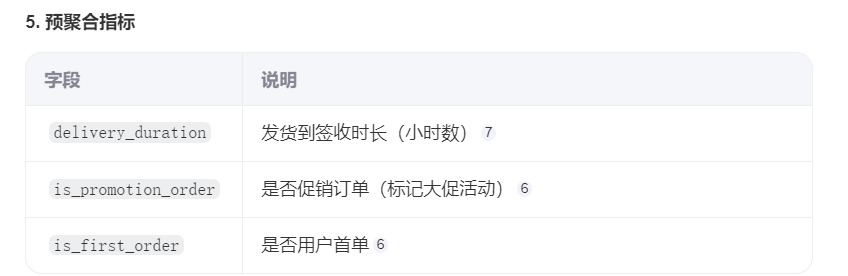 5. 预聚合指标
字段 说明
delivery_duration 发货到签收时长（小时数） 7
is_promotion_order 是否促销订单（标记大促活动） 6
is_first_order 是否用户首单 6